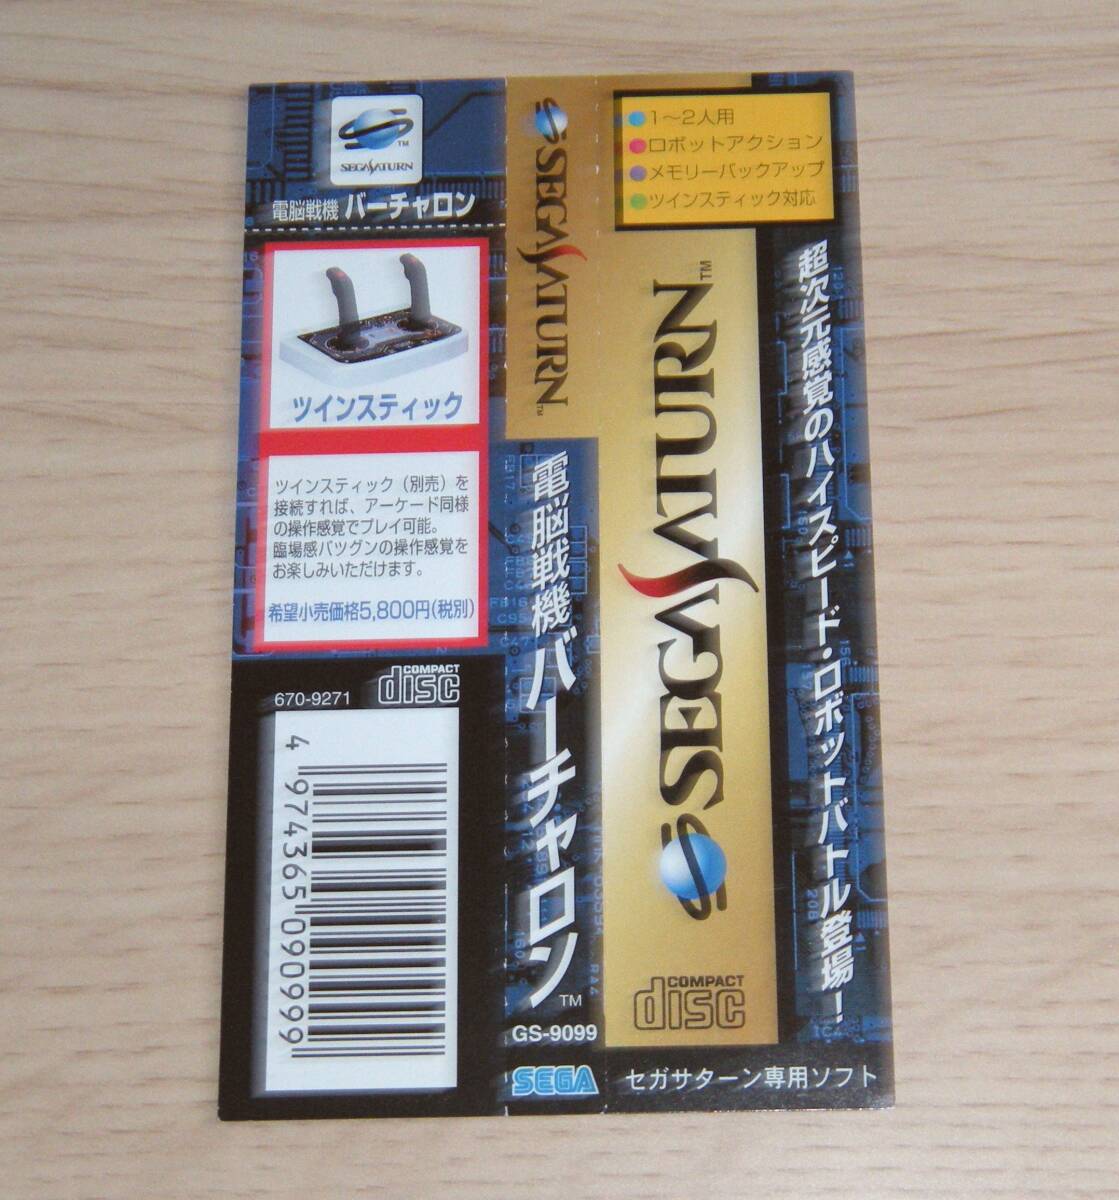 SEGASATURN
TM
電脳戦機 バーチャロン
ツインスティック
ツインスティック（別売）を
接続すれば、アーケード同様
の操作感覚でプレイ可能。
臨場感バツグンの操作感覚を
お楽しみいただけます。
希望小売価格5,800円(税別)
670-9271
COMPACT
disc
4 974365 090999
SEGASATURN
TM
電脳戦機バーチャロン
TM
GS-9099
SEGA
1～2人用
ロボットアクション
メモリーバックアップ
ツインスティック対応
SEGASATURN
TM
COMPACT
disc
超次元感覚のハイスピード・ロボットバトル登場！
セガサターン専用ソフト